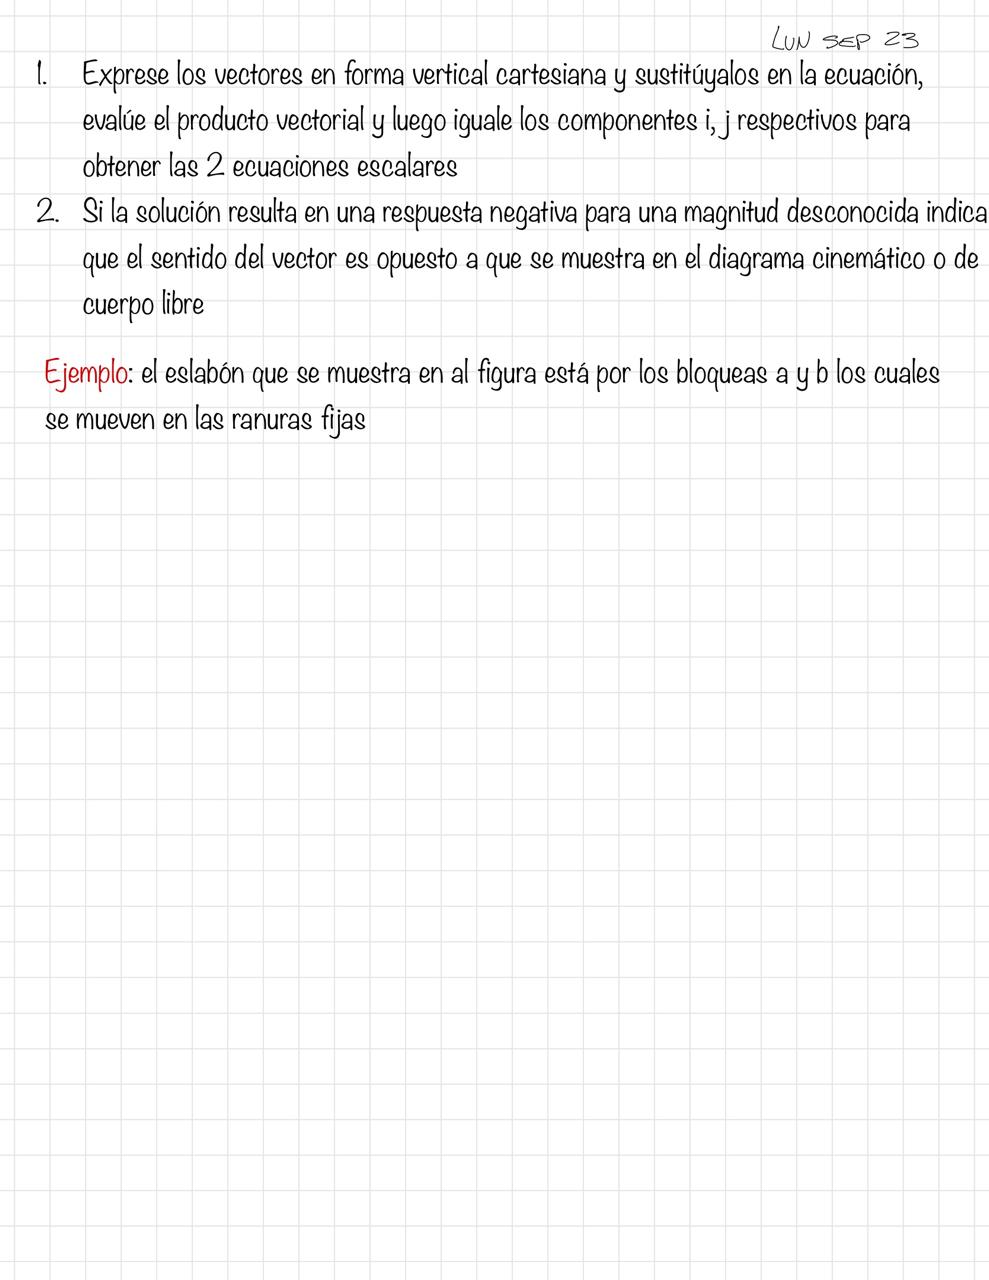 LUN SEP 23
1. Exprese los vectores en forma vertical cartesiana y sustitúyalos en la ecuación,
evalúe el producto vectorial y luego iguale los componentes i, j respectivos para
obtener las 2 ecuaciones escalares
2. Si la solución resulta en una respuesta negativa para una magnitud desconocida indica
que el sentido del vector es opuesto a que se muestra en el diagrama cinemático o de
cuerpo libre
Ejemplo: el eslabón que se muestra en al figura está por los bloqueas a y b los cuales
se mueven en las ranuras fijas